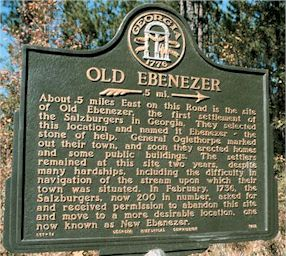 GEORGIA
1776
OLD EBENEZER
5 mi.
About .5 miles East on this Road is the site
of Old Ebenezer, the first settlement of
the Salzburgers in Georgia. They selected
this location and named it Ebenezer - the
stone of help. General Oglethorpe marked
out their town, and soon they erected homes
and some public buildings. The settlers
remained at this site two years, despite
many hardships, including the difficulty in
navigation of the stream upon which their
town was situated. In February, 1736, the
Salzburgers, now 200 in number, asked for
and received permission to abandon this site
and move to a more desirable location, one
now known as New Ebenezer.
GEORGIA HISTORICAL COMMISSION